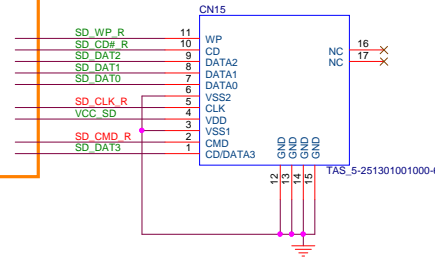 CN15
SD_WP_R 11 WP
SD_CD#_R 10 CD NC 16
SD_DAT2 9 DATA2 NC 17
SD_DAT1 8 DATA1
SD_DAT0 7 DATA0
6 VSS2
SD_CLK_R 5 CLK
VCC_SD 4 VDD
3 VSS1
SD_CMD_R 2 CMD
SD_DAT3 1 CD/DATA3
GND GND GND GND
12 13 14 15
TAS_5-251301001000-6